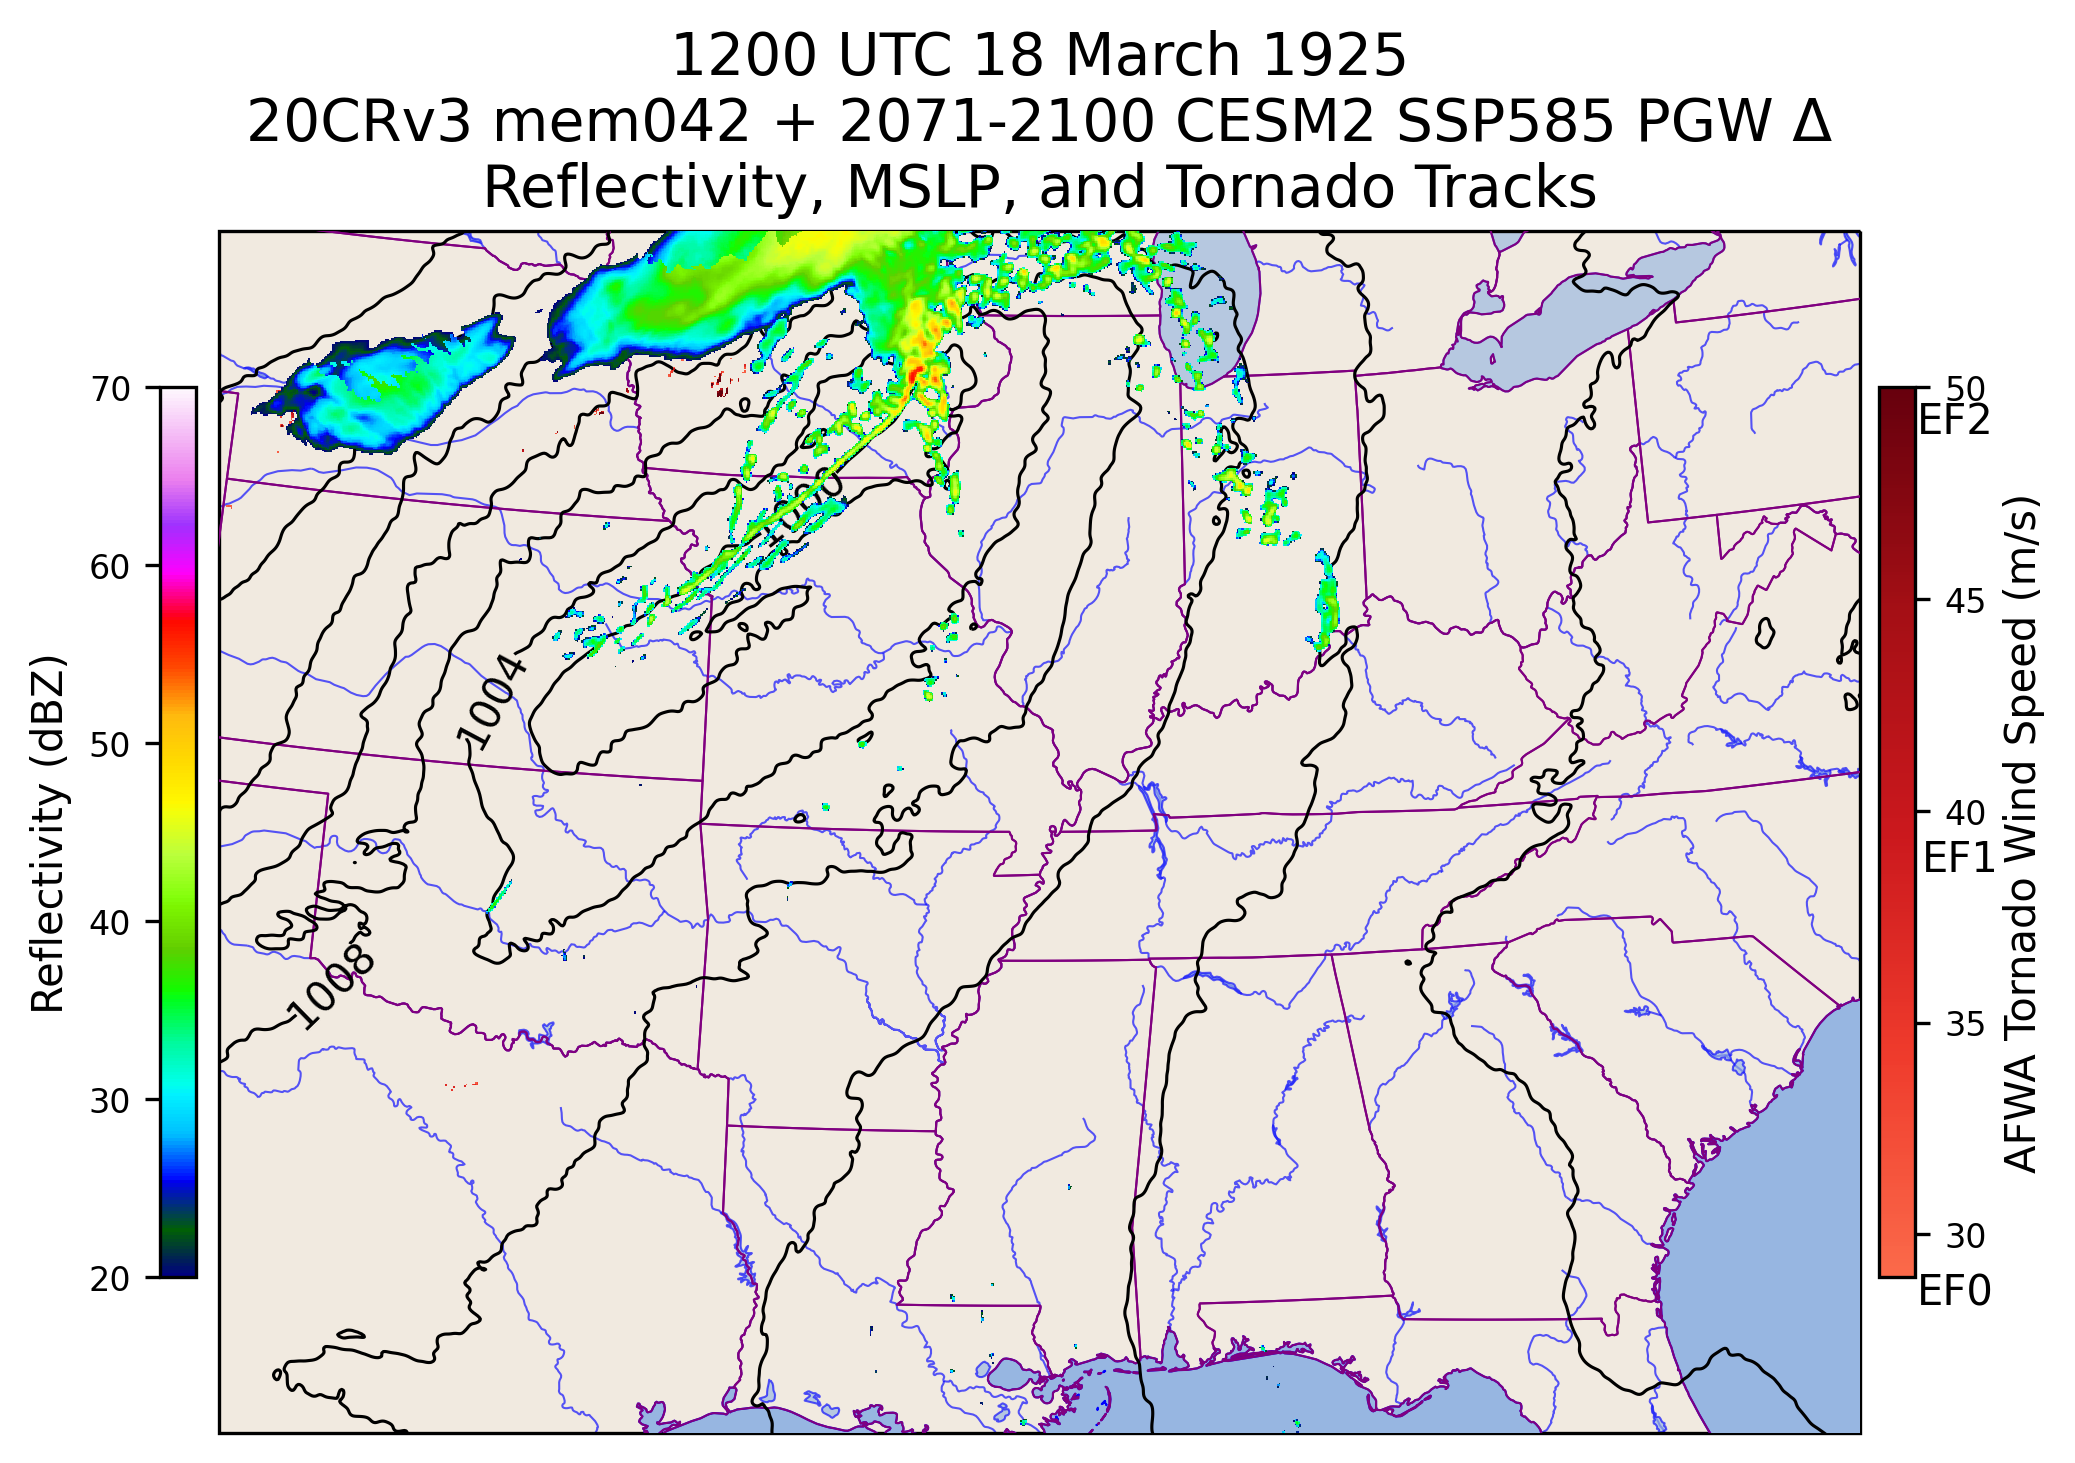 1200 UTC 18 March 1925
20CRv3 mem042 + 2071-2100 CESM2 SSP585 PGW Δ
Reflectivity, MSLP, and Tornado Tracks
70
60
50
40
30
20
Reflectivity (dBZ)
1000
1004
1008
50
EF2
45
40
EF1
35
30
EF0
AFWA Tornado Wind Speed (m/s)